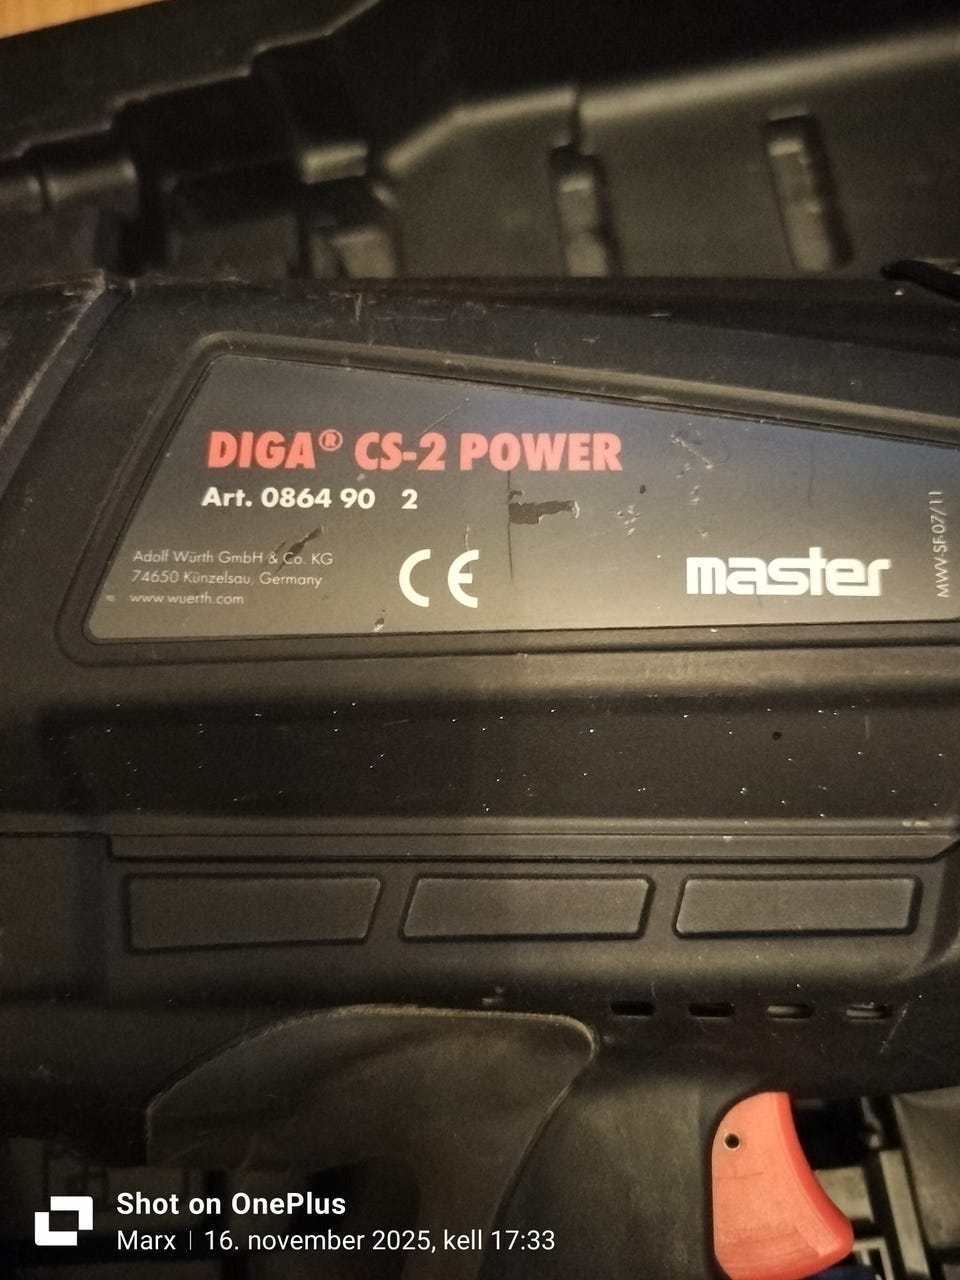 DIGA® CS-2 POWER
Art. 0864 90 2
Adolf Würth GmbH & Co. KG
74650 Künzelsau, Germany
www.wuerth.com
CE
master
MWV-SF-07/11
Shot on OnePlus
Marx | 16. november 2025, kell 17:33